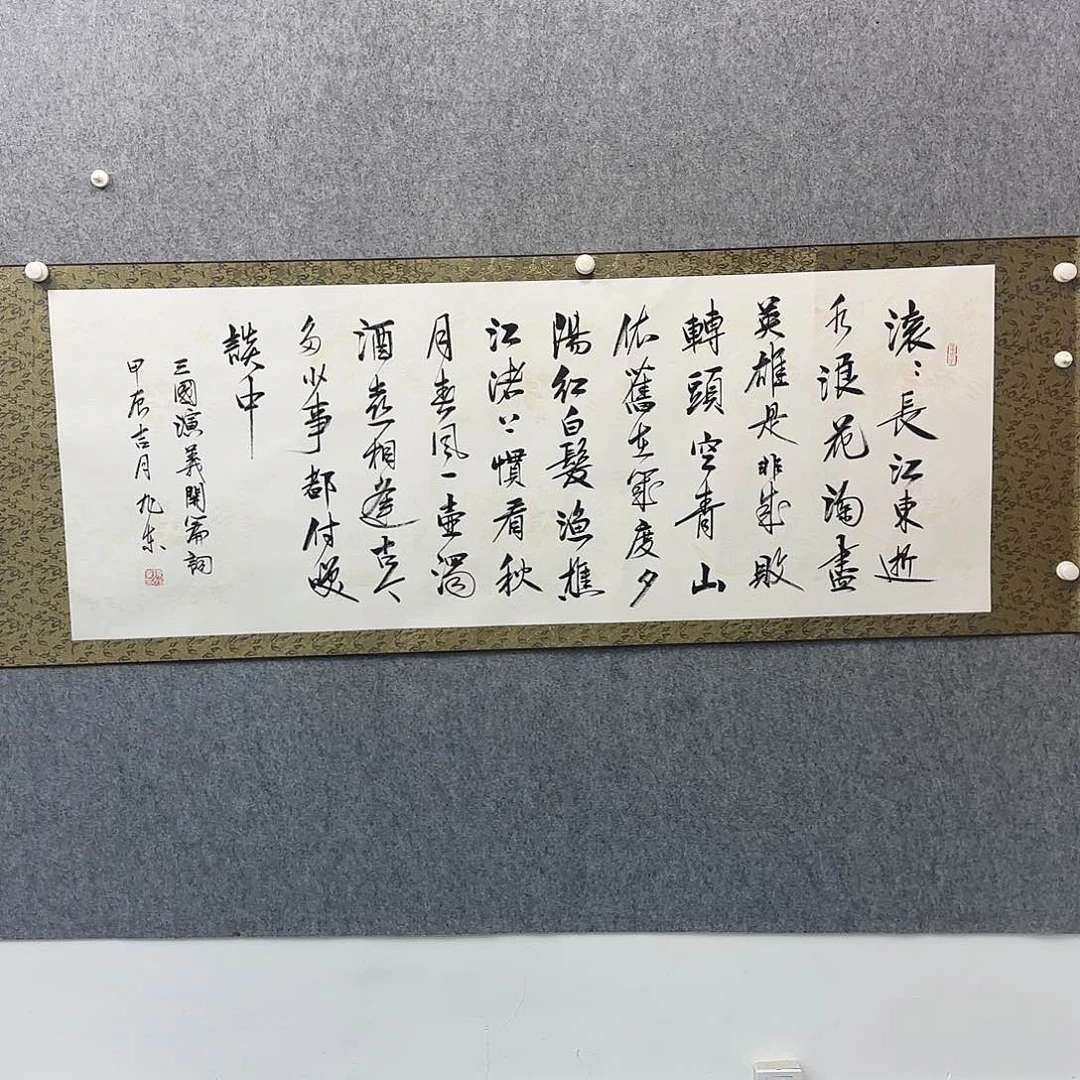 滾〻長江東逝
水浪花淘盡
英雄是非成敗
轉頭空青山
依舊在幾度夕
陽紅白髮漁樵
江渚上慣看秋
月春風一壺濁
酒喜相逢古今
多少事都付笑
談中
三國演義開篇詞
甲辰吉月